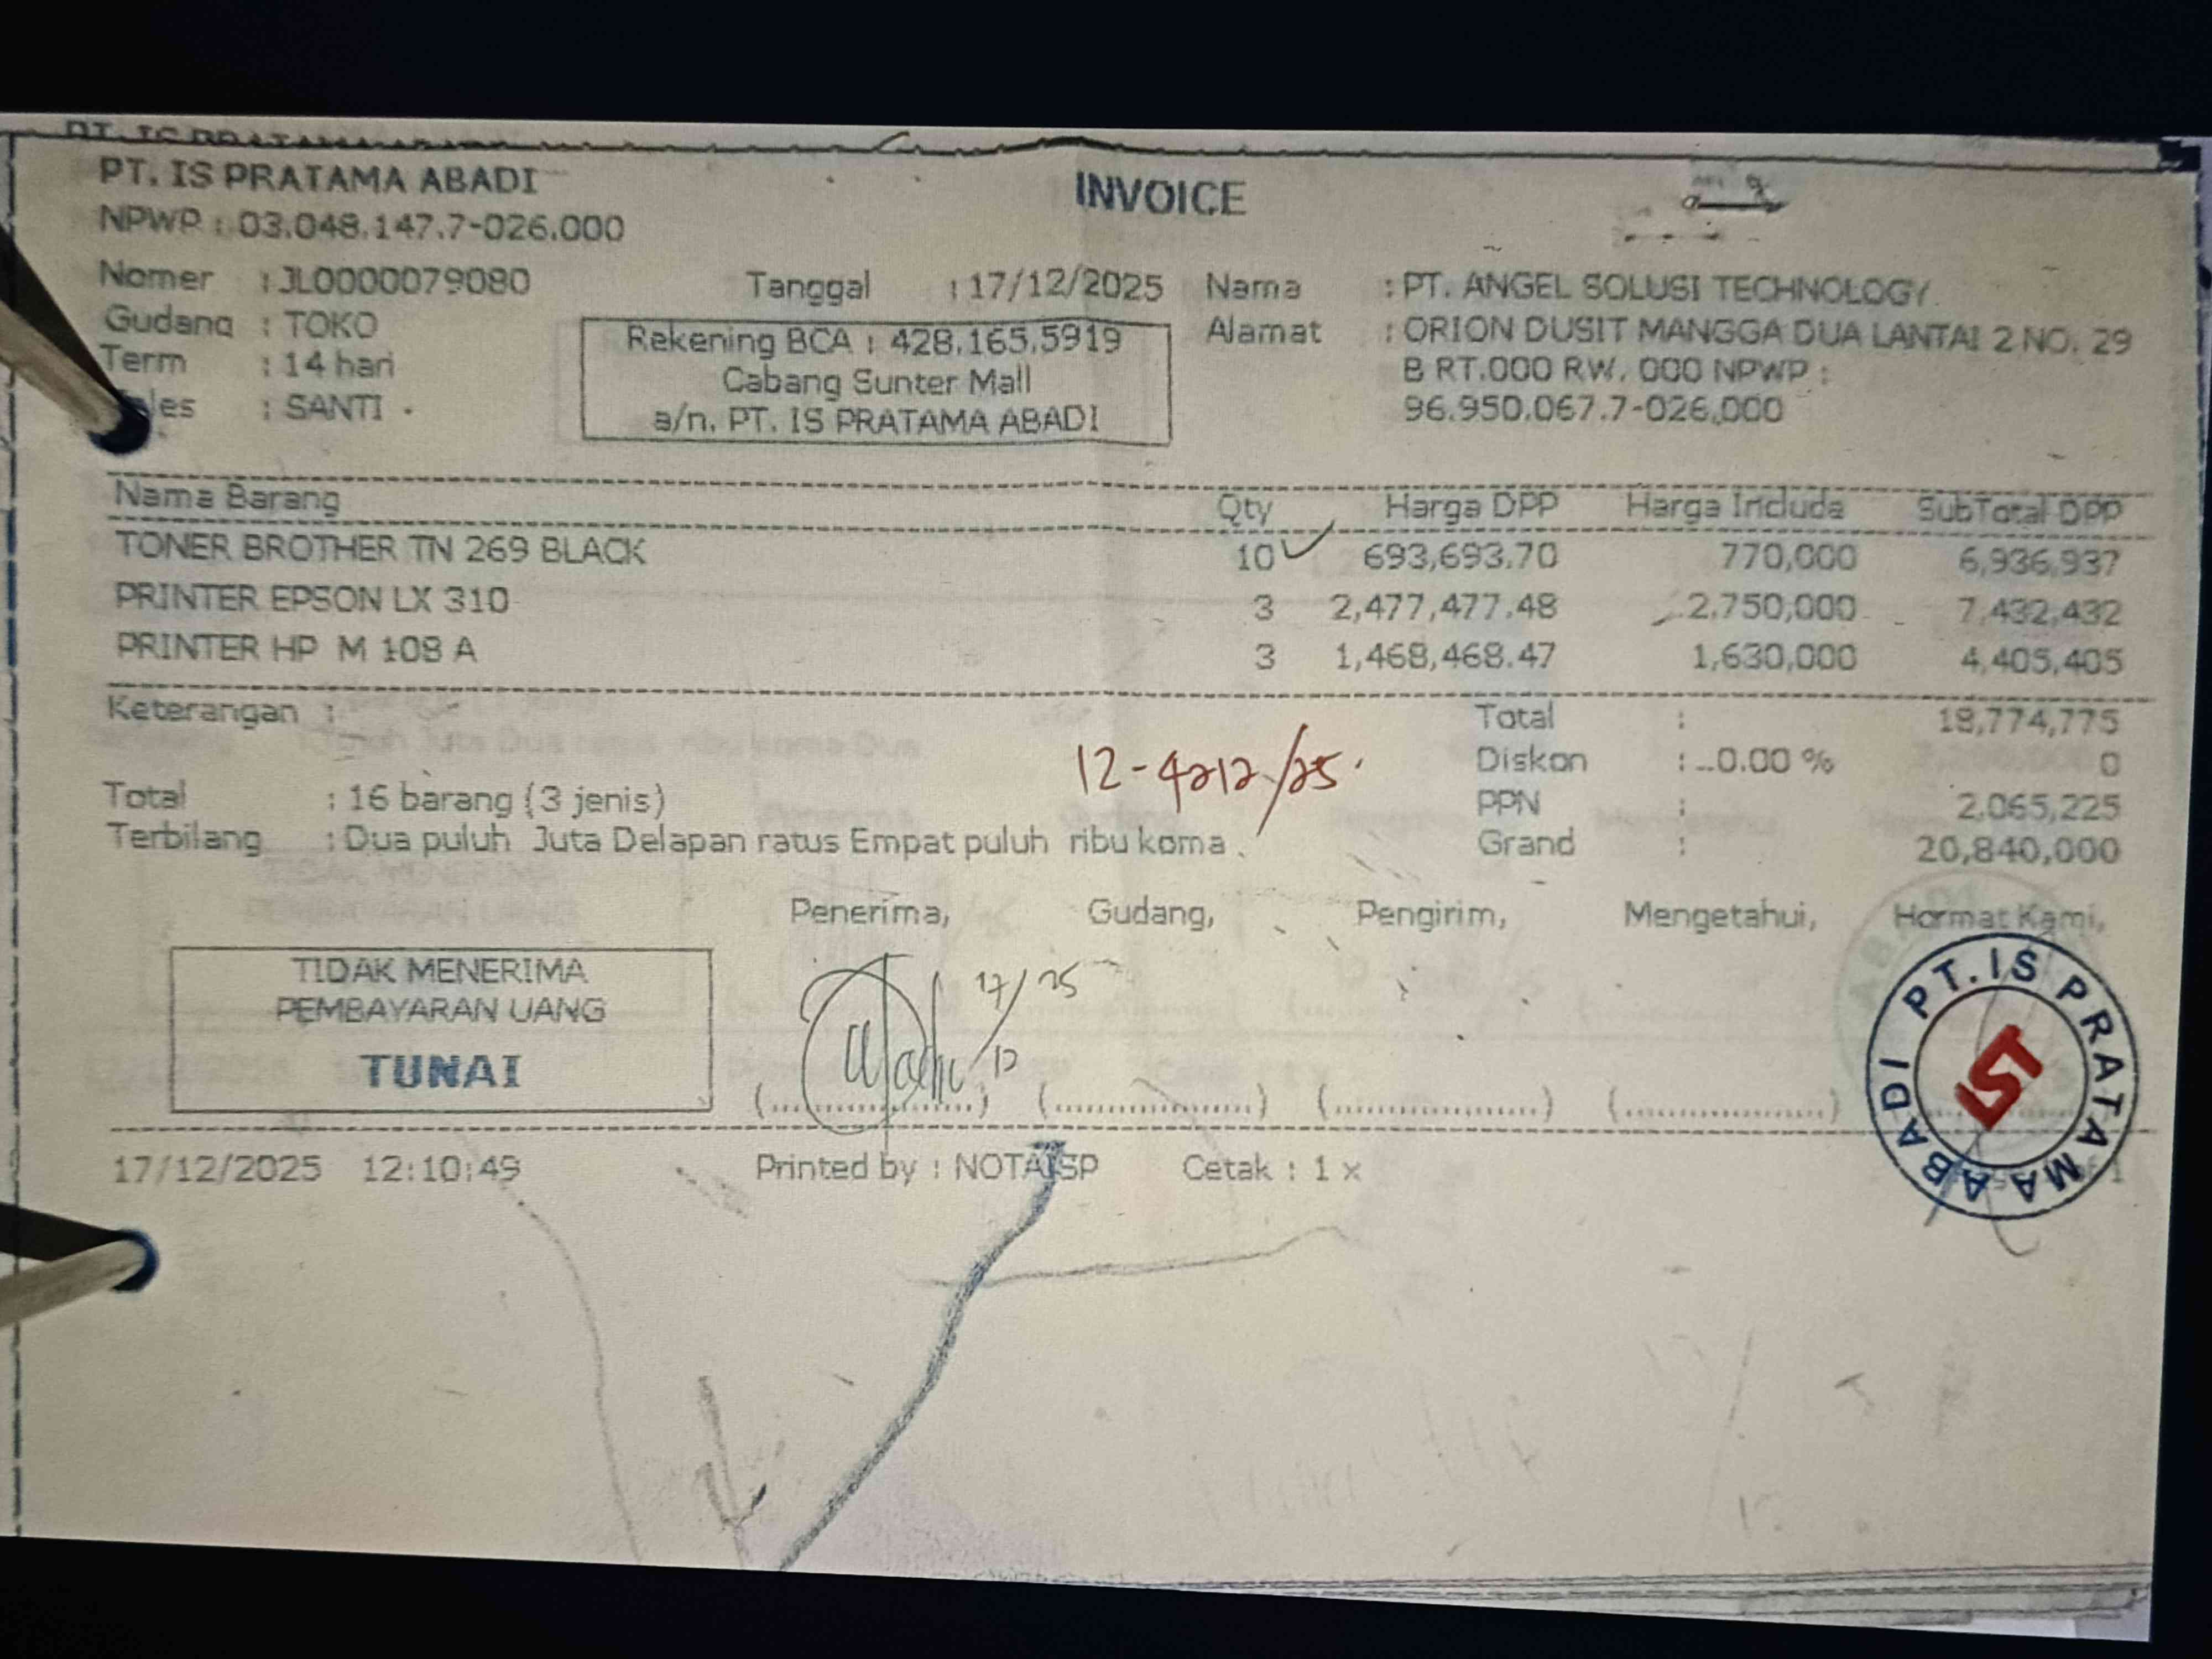 PT. IS PRATAMA ABADI
INVOICE
NPWP : 03.048.147.7-026.000
Nomer : JL0000079080
Tanggal : 17/12/2025
Nama : PT. ANGEL SOLUSI TECHNOLOGY
Gudang : TOKO
Rekening BCA : 428.165.5919
Alamat : ORION DUSIT MANGGA DUA LANTAI 2 NO. 29
Term : 14 hari
Cabang Sunter Mall
B RT.000 RW. 000 NPWP :
: SANTI
a/n. PT. IS PRATAMA ABADI
96.950.067.7-026.000
Nama Barang Qty Harga DPP Harga Include SubTotal DPP
TONER BROTHER TN 269 BLACK 10 693,693.70 770,000 6,936,937
PRINTER EPSON LX 310 3 2,477,477.48 2,750,000 7,432,432
PRINTER HP M 108 A 3 1,468,468.47 1,630,000 4,405,405
Keterangan :
Total : 18,774,775
12-4212/25
Diskon : 0.00 % 0
Total : 16 barang (3 jenis)
PPN : 2,065,225
Terbilang : Dua puluh Juta Delapan ratus Empat puluh ribu koma
Grand : 20,840,000
Penerima, Gudang, Pengirim, Mengetahui, Hormat Kami,
TIDAK MENERIMA
PEMBAYARAN UANG
TUNAI
17/12 25
PT. IS PRATAMA ABADI
IST
17/12/2025 12:10:49 Printed by : NOTAISP Cetak : 1 x